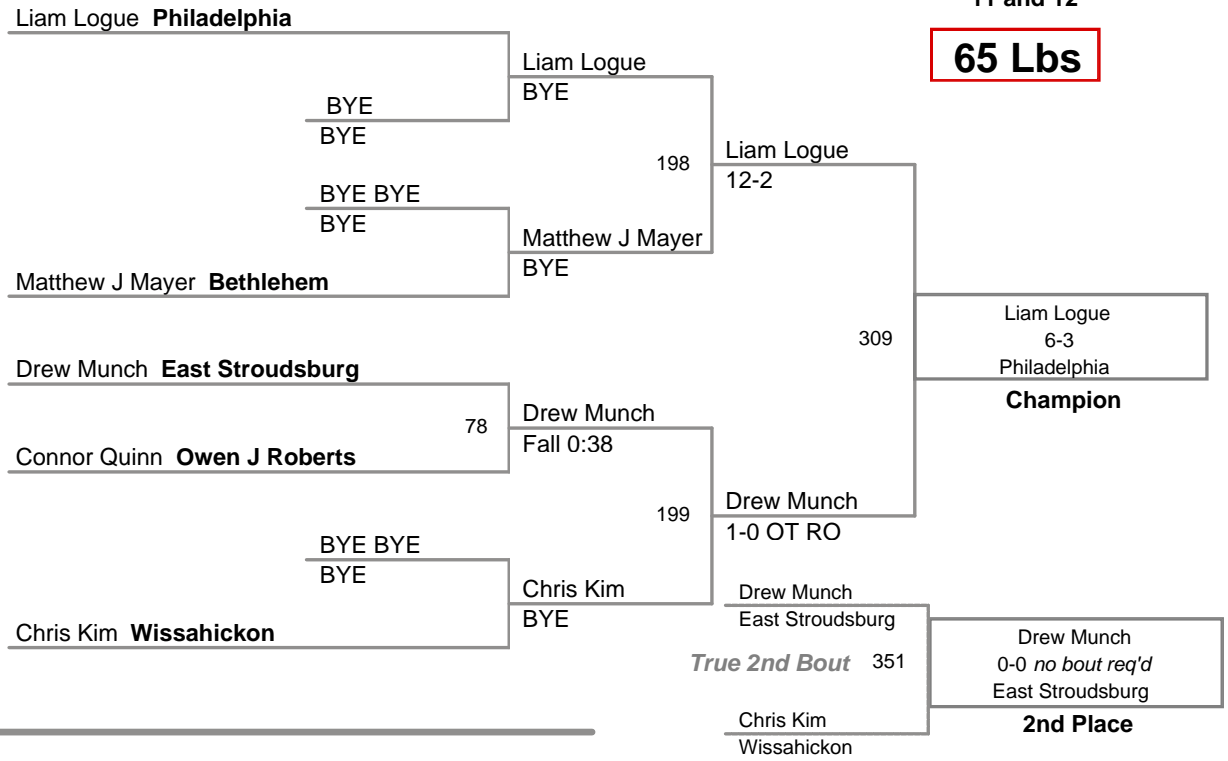 11 and 12
65 Lbs
Liam Logue Philadelphia
Liam Logue
BYE
BYE
BYE
198
Liam Logue
12-2
BYE BYE
BYE
Matthew J Mayer
BYE
Matthew J Mayer Bethlehem
309
Liam Logue
6-3
Philadelphia
Champion
Drew Munch East Stroudsburg
78
Drew Munch
Fall 0:38
Connor Quinn Owen J Roberts
199
Drew Munch
1-0 OT RO
BYE BYE
BYE
Chris Kim
BYE
Chris Kim Wissahickon
Drew Munch
East Stroudsburg
True 2nd Bout 351
Chris Kim
Wissahickon
Drew Munch
0-0 no bout req'd
East Stroudsburg
2nd Place